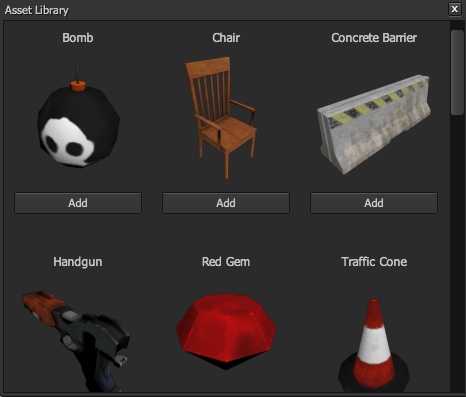 Asset Library
x
Bomb
Chair
Concrete Barrier
Add
Add
Add
Handgun
Red Gem
Traffic Cone